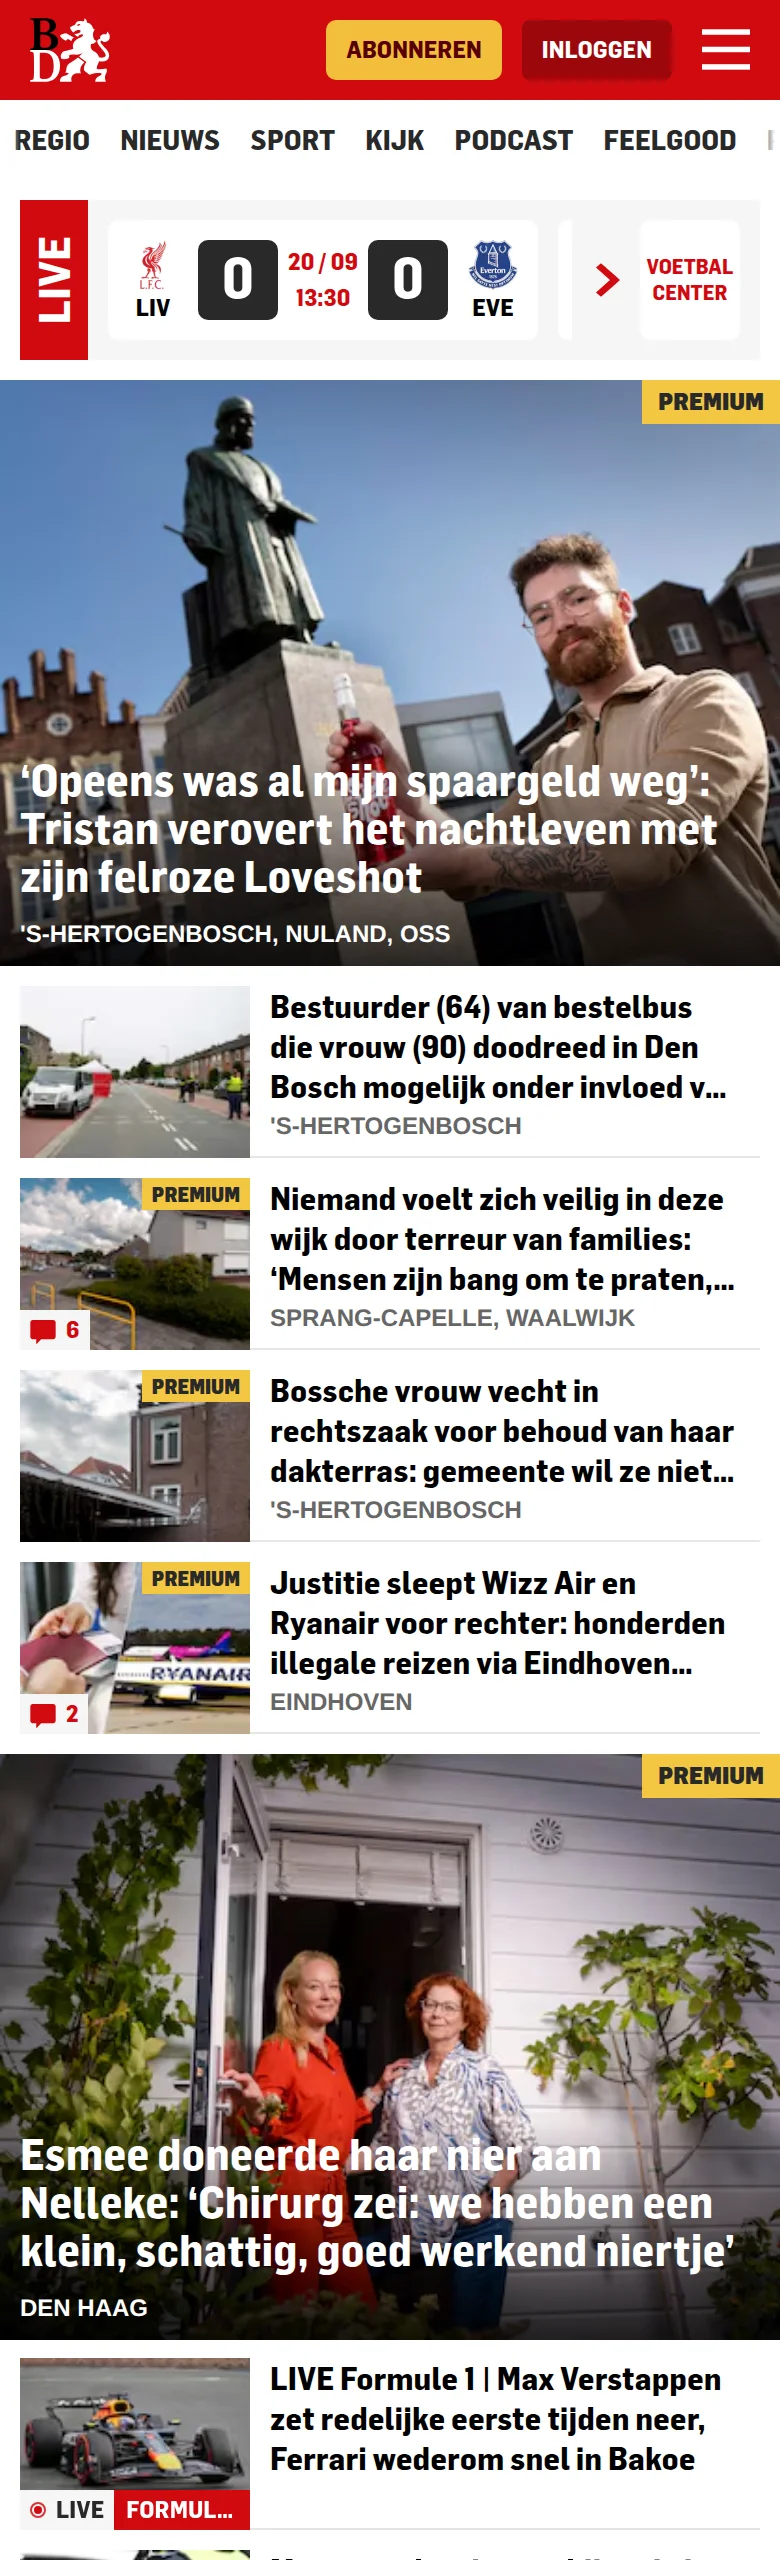 BD
ABONNEREN
INLOGGEN
REGIO NIEUWS SPORT KIJK PODCAST FEELGOOD
LIVE
L.F.C.
LIV
0
20 / 09
13:30
0
Everton
EVE
VOETBAL
CENTER
PREMIUM
‘Opeens was al mijn spaargeld weg’:
Tristan verovert het nachtleven met
zijn felroze Loveshot
'S-HERTOGENBOSCH, NULAND, OSS
Bestuurder (64) van bestelbus
die vrouw (90) doodreed in Den
Bosch mogelijk onder invloed v...
'S-HERTOGENBOSCH
PREMIUM
6
Niemand voelt zich veilig in deze
wijk door terreur van families:
‘Mensen zijn bang om te praten,...
SPRANG-CAPELLE, WAALWIJK
PREMIUM
Bossche vrouw vecht in
rechtszaak voor behoud van haar
dakterras: gemeente wil ze niet...
'S-HERTOGENBOSCH
PREMIUM
RYANAIR
2
Justitie sleept Wizz Air en
Ryanair voor rechter: honderden
illegale reizen via Eindhoven...
EINDHOVEN
PREMIUM
Esmee doneerde haar nier aan
Nelleke: ‘Chirurg zei: we hebben een
klein, schattig, goed werkend niertje’
DEN HAAG
LIVE FORMUL...
LIVE Formule 1 | Max Verstappen
zet redelijke eerste tijden neer,
Ferrari wederom snel in Bakoe